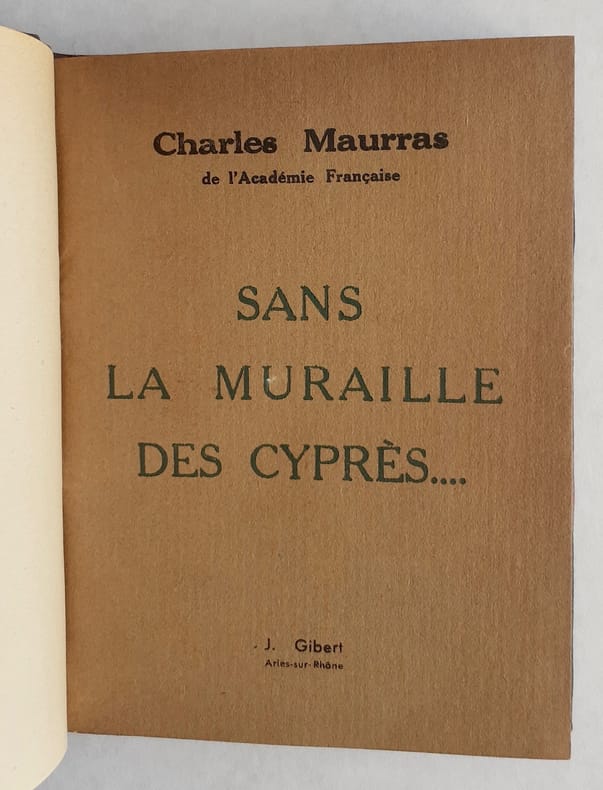 Charles Maurras
de l'Académie Française
SANS
LA MURAILLE
DES CYPRÈS....
J. Gibert
Arles-sur-Rhône